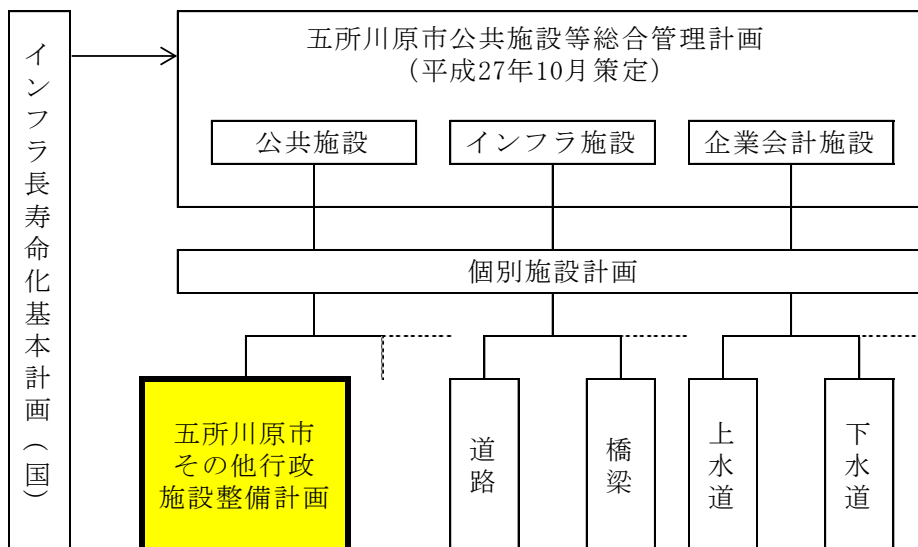 インフラ長寿命化基本計画(国)
五所川原市公共施設等総合管理計画
(平成27年10月策定)
公共施設
インフラ施設
企業会計施設
個別施設計画
五所川原市
その他行政
施設整備計画
道路
橋梁
上水道
下水道